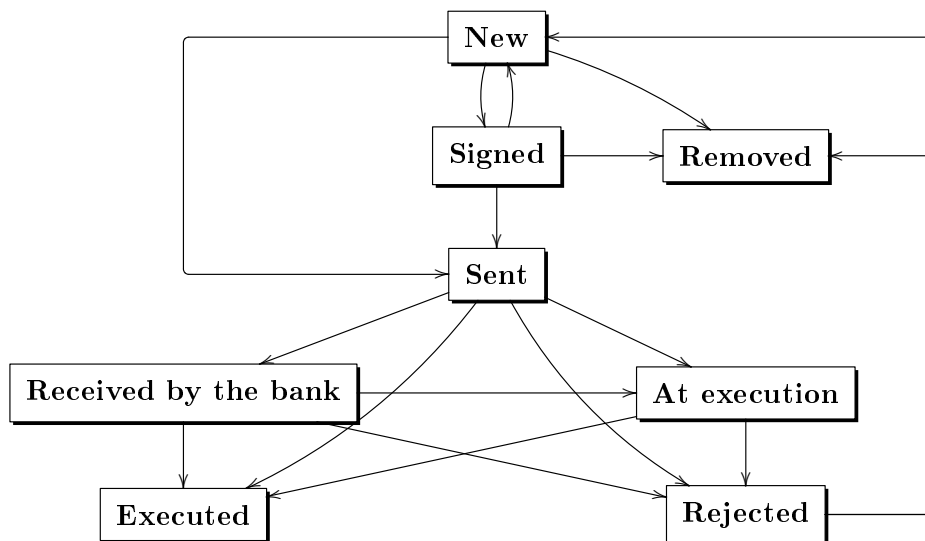 New
Signed
Removed
Sent
Received by the bank
At execution
Executed
Rejected